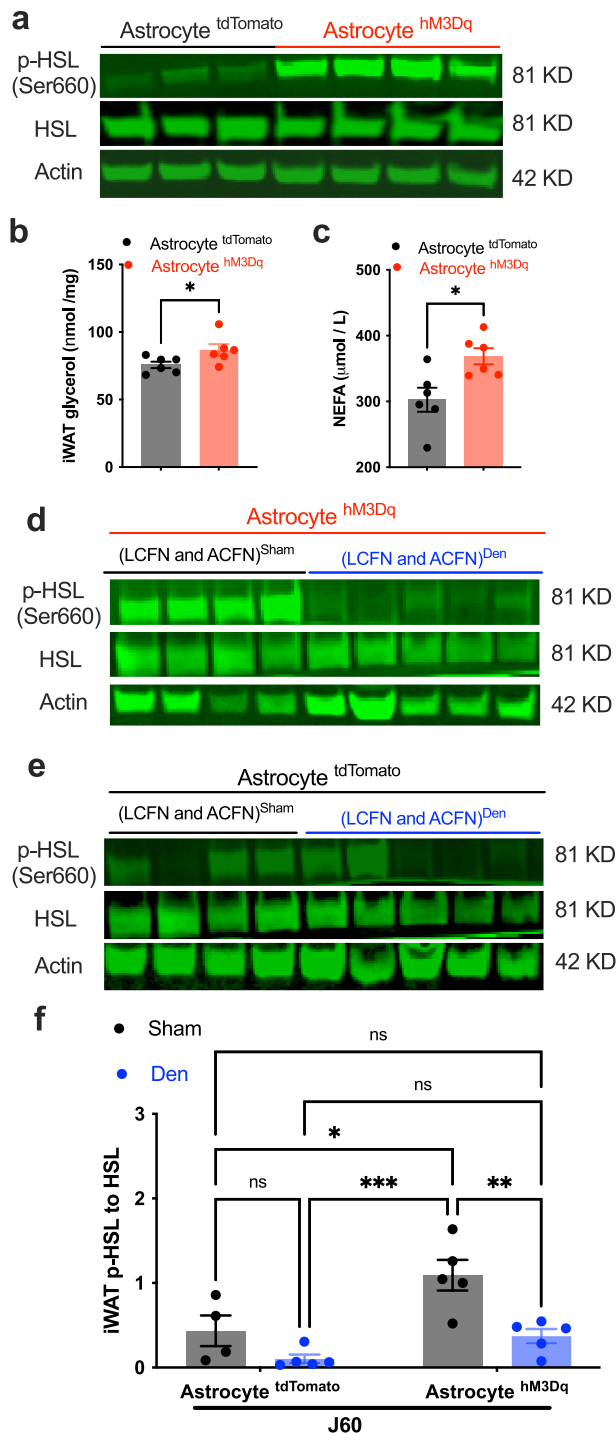 a
Astrocyte tdTomato Astrocyte hM3Dq
p-HSL
(Ser660)
81 KD
HSL
81 KD
Actin
42 KD
b
Astrocyte tdTomato
Astrocyte hM3Dq
150
100
50
0
iWAT glycerol (nmol /mg)
*
c
Astrocyte tdTomato
Astrocyte hM3Dq
500
400
300
200
NEFA (μmol / L)
*
d
Astrocyte hM3Dq
(LCFN and ACFN)Sham (LCFN and ACFN)Den
p-HSL
(Ser660)
81 KD
HSL
81 KD
Actin
42 KD
e
Astrocyte tdTomato
(LCFN and ACFN)Sham (LCFN and ACFN)Den
p-HSL
(Ser660)
81 KD
HSL
81 KD
Actin
42 KD
f
Sham
Den
ns
ns
*
ns
***
**
3
2
1
0
iWAT p-HSL to HSL
Astrocyte tdTomato Astrocyte hM3Dq
J60